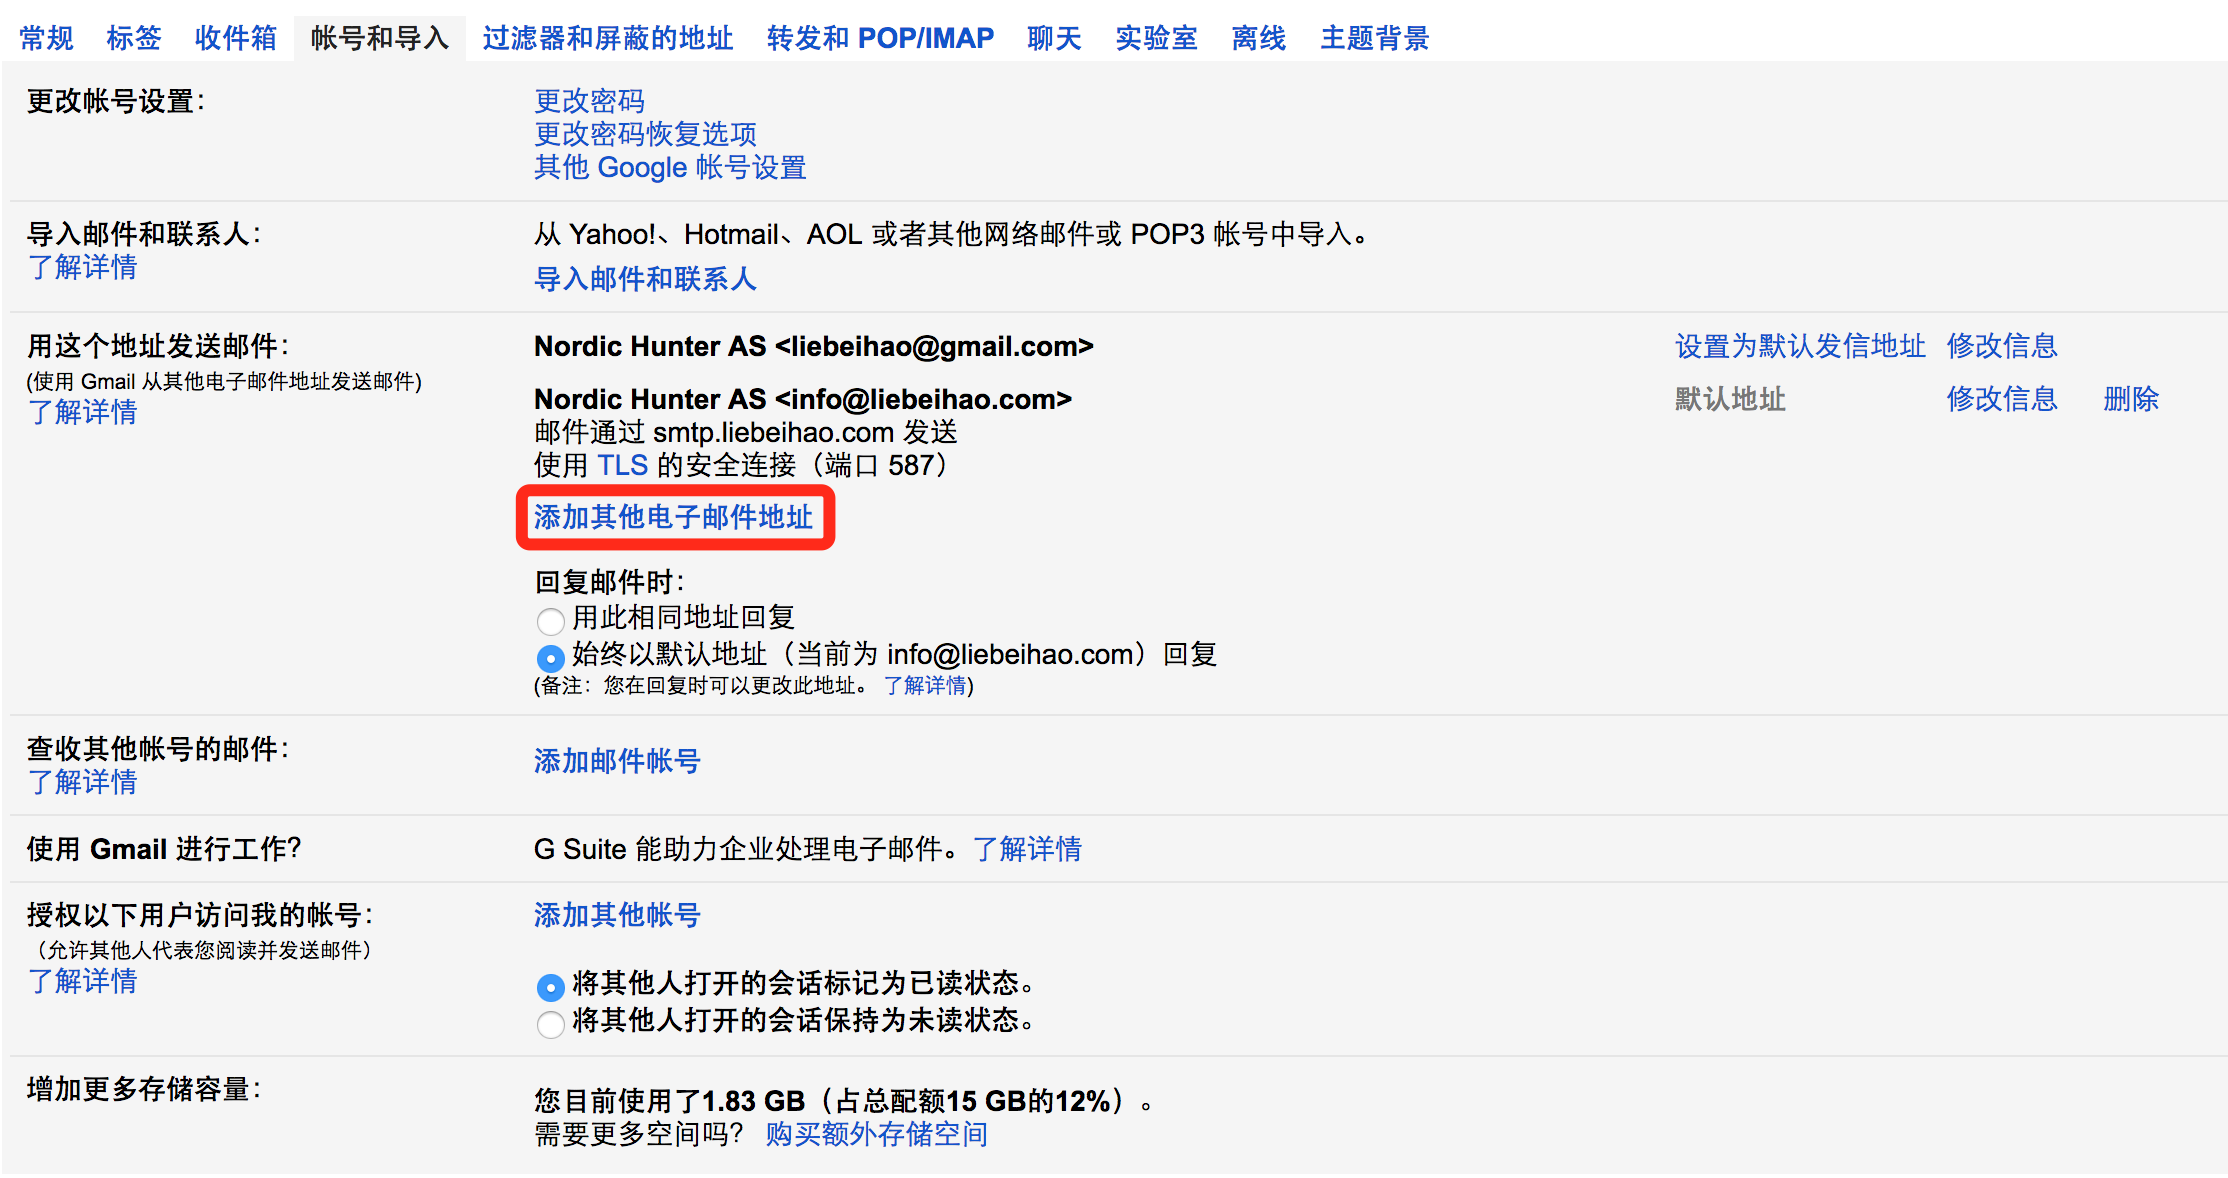 常规 标签 收件箱 帐号和导入 过滤器和屏蔽的地址 转发和 POP/IMAP 聊天 实验室 离线 主题背景
更改帐号设置：
更改密码
更改密码恢复选项
其他 Google 帐号设置
导入邮件和联系人：
了解详情
从 Yahoo!、Hotmail、AOL 或者其他网络邮件或 POP3 帐号中导入。
导入邮件和联系人
用这个地址发送邮件：
(使用 Gmail 从其他电子邮件地址发送邮件)
了解详情
Nordic Hunter AS <liebeihao@gmail.com> 设置为默认发信地址 修改信息
Nordic Hunter AS <info@liebeihao.com> 默认地址 修改信息 删除
邮件通过 smtp.liebeihao.com 发送
使用 TLS 的安全连接（端口 587）
添加其他电子邮件地址
回复邮件时：
用此相同地址回复
始终以默认地址（当前为 info@liebeihao.com）回复
(备注：您在回复时可以更改此地址。 了解详情)
查收其他帐号的邮件：
了解详情
添加邮件帐号
使用 Gmail 进行工作？
G Suite 能助力企业处理电子邮件。了解详情
授权以下用户访问我的帐号：
（允许其他人代表您阅读并发送邮件）
了解详情
添加其他帐号
将其他人打开的会话标记为已读状态。
将其他人打开的会话保持为未读状态。
增加更多存储容量：
您目前使用了1.83 GB（占总配额15 GB的12%）。
需要更多空间吗？ 购买额外存储空间